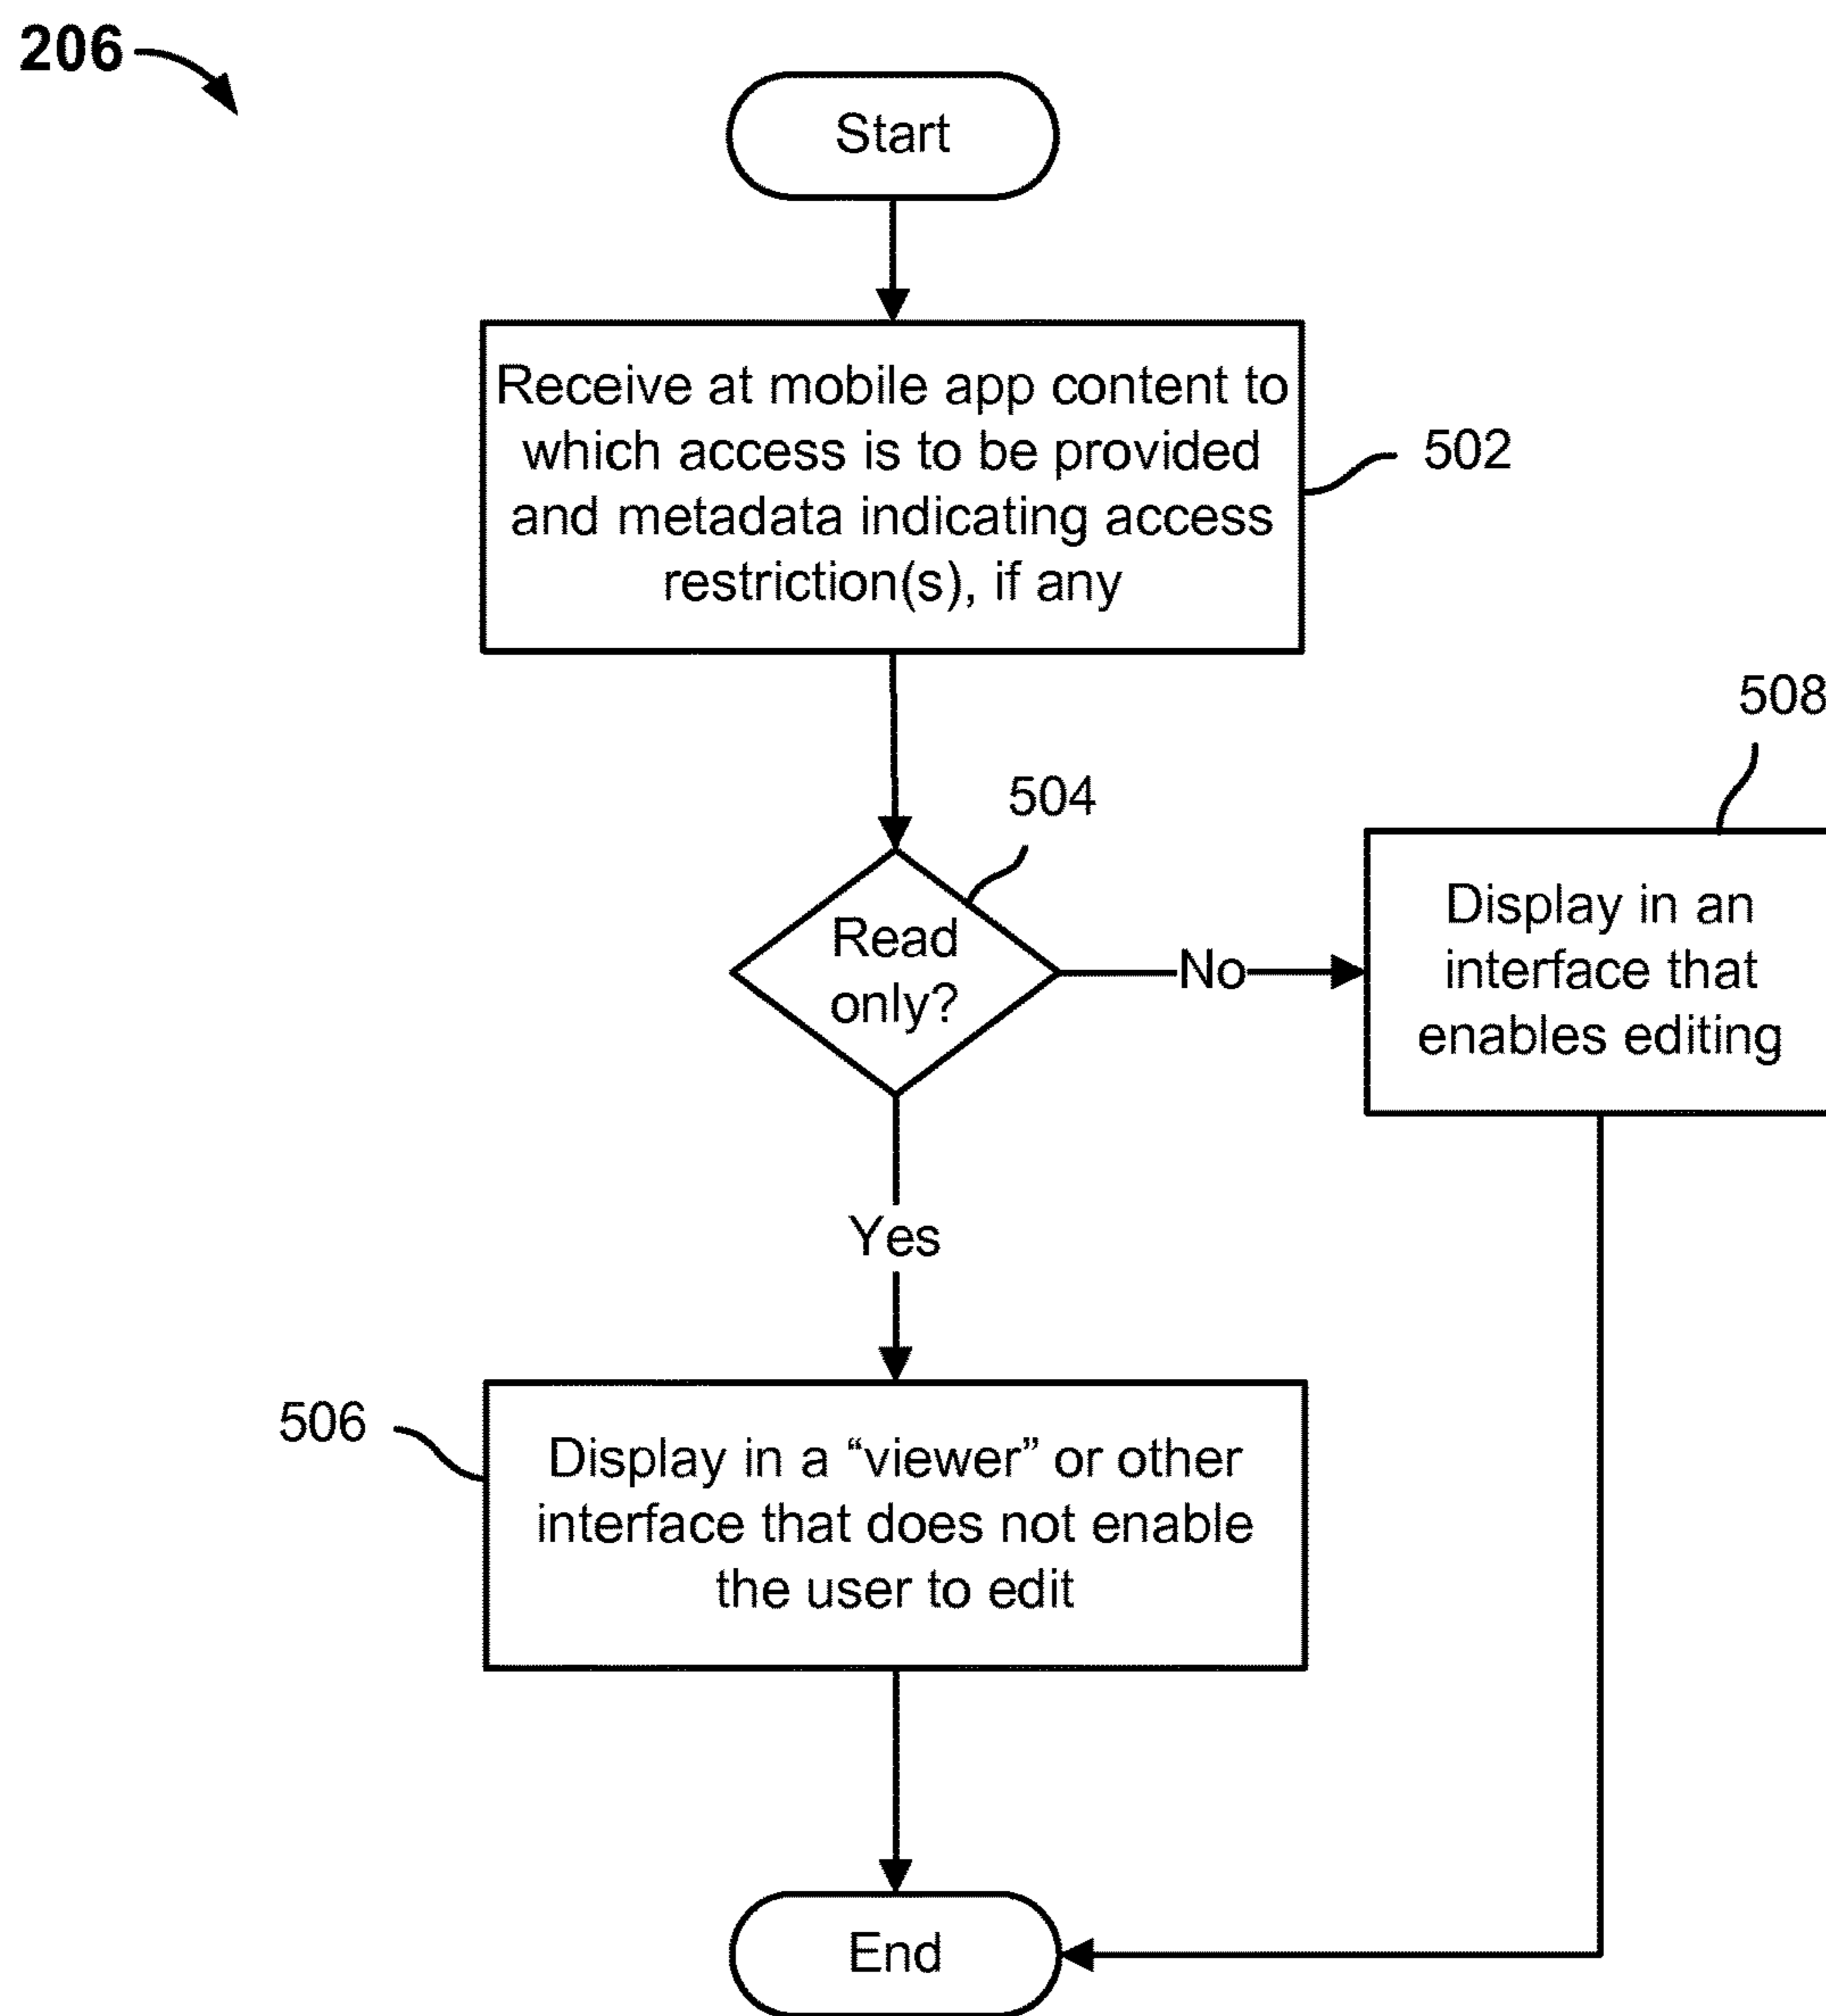 206
Start
Receive at mobile app content to
which access is to be provided
and metadata indicating access
restriction(s), if any
502
508
504
Read
only?
No
Display in an
interface that
enables editing
Yes
506
Display in a “viewer” or other
interface that does not enable
the user to edit
End